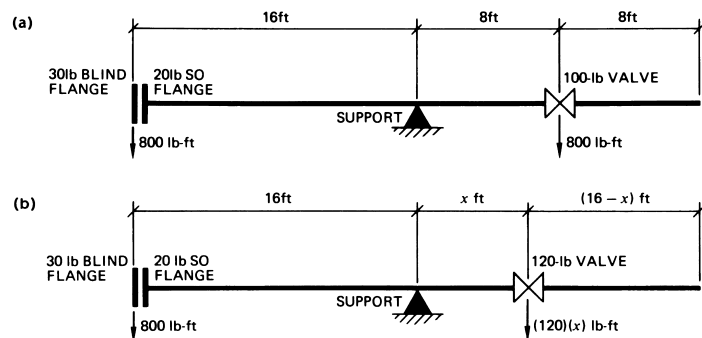 (a)
16ft
8ft
8ft
30lb BLIND
FLANGE
20lb SO
FLANGE
100-lb VALVE
SUPPORT
800 lb-ft
800 lb-ft
(b)
16ft
x ft
(16 – x) ft
30 lb BLIND
FLANGE
20 lb SO
FLANGE
120-lb VALVE
SUPPORT
800 lb-ft
(120)(x) lb-ft